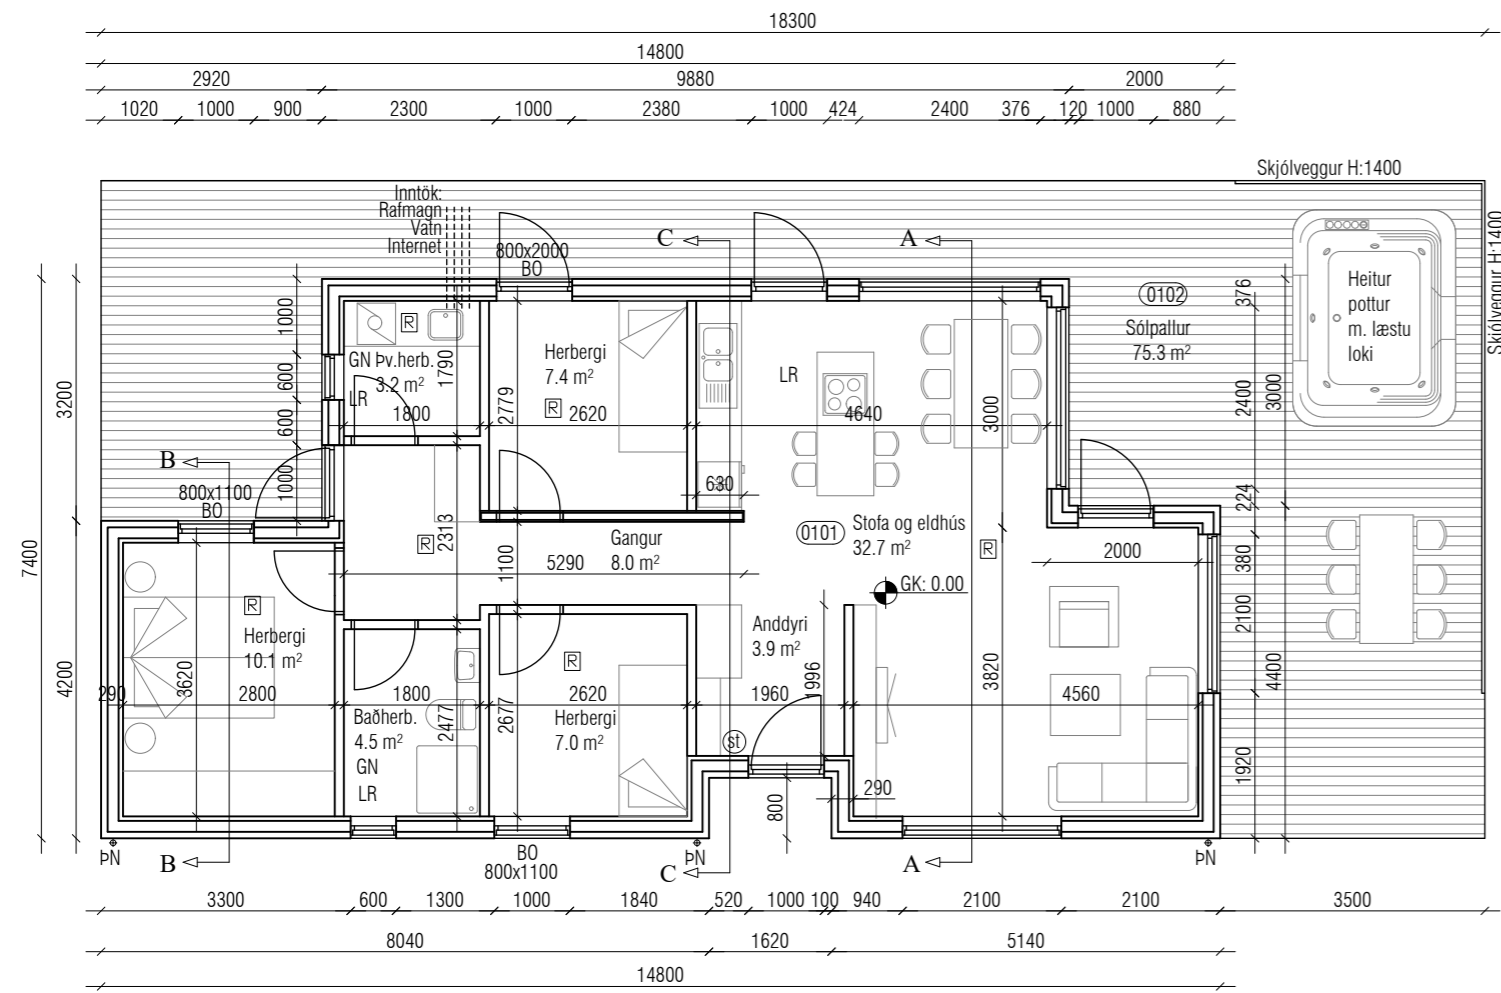 18300
14800
2920 9880 2000
1020 1000 900 2300 1000 2380 1000 424 2400 376 120 1000 880
Skjólveggur H:1400
Skjólveggur H:1400
Inntök:
Rafmagn
Vatn
Internet
800x2000
BO
C
A
0102
Sólpallur
75.3 m²
Heitur
pottur
m. læstu
loki
376
2400
3000
224
380
2100
4400
1920
1000
600
600
1000
3200
7400
4200
GN Þv.herb.
3.2 m²
LR
R
1790
1800
Herbergi
7.4 m²
R
2779
2620
LR
4640
3000
630
B
800x1100
BO
2313
R
1100
Gangur
8.0 m²
5290
0101
Stofa og eldhús
32.7 m²
R
GK: 0.00
2000
R
Herbergi
10.1 m²
290
3620
2800
Baðherb.
4.5 m²
GN
LR
1800
2477
R
2677
2620
Herbergi
7.0 m²
Anddyri
3.9 m²
1996
1960
st
3820
4560
290
800
ÞN
B
BO
800x1100
ÞN
C
A
ÞN
3300 600 1300 1000 1840 520 1000 100 940 2100 2100 3500
8040 1620 5140
14800